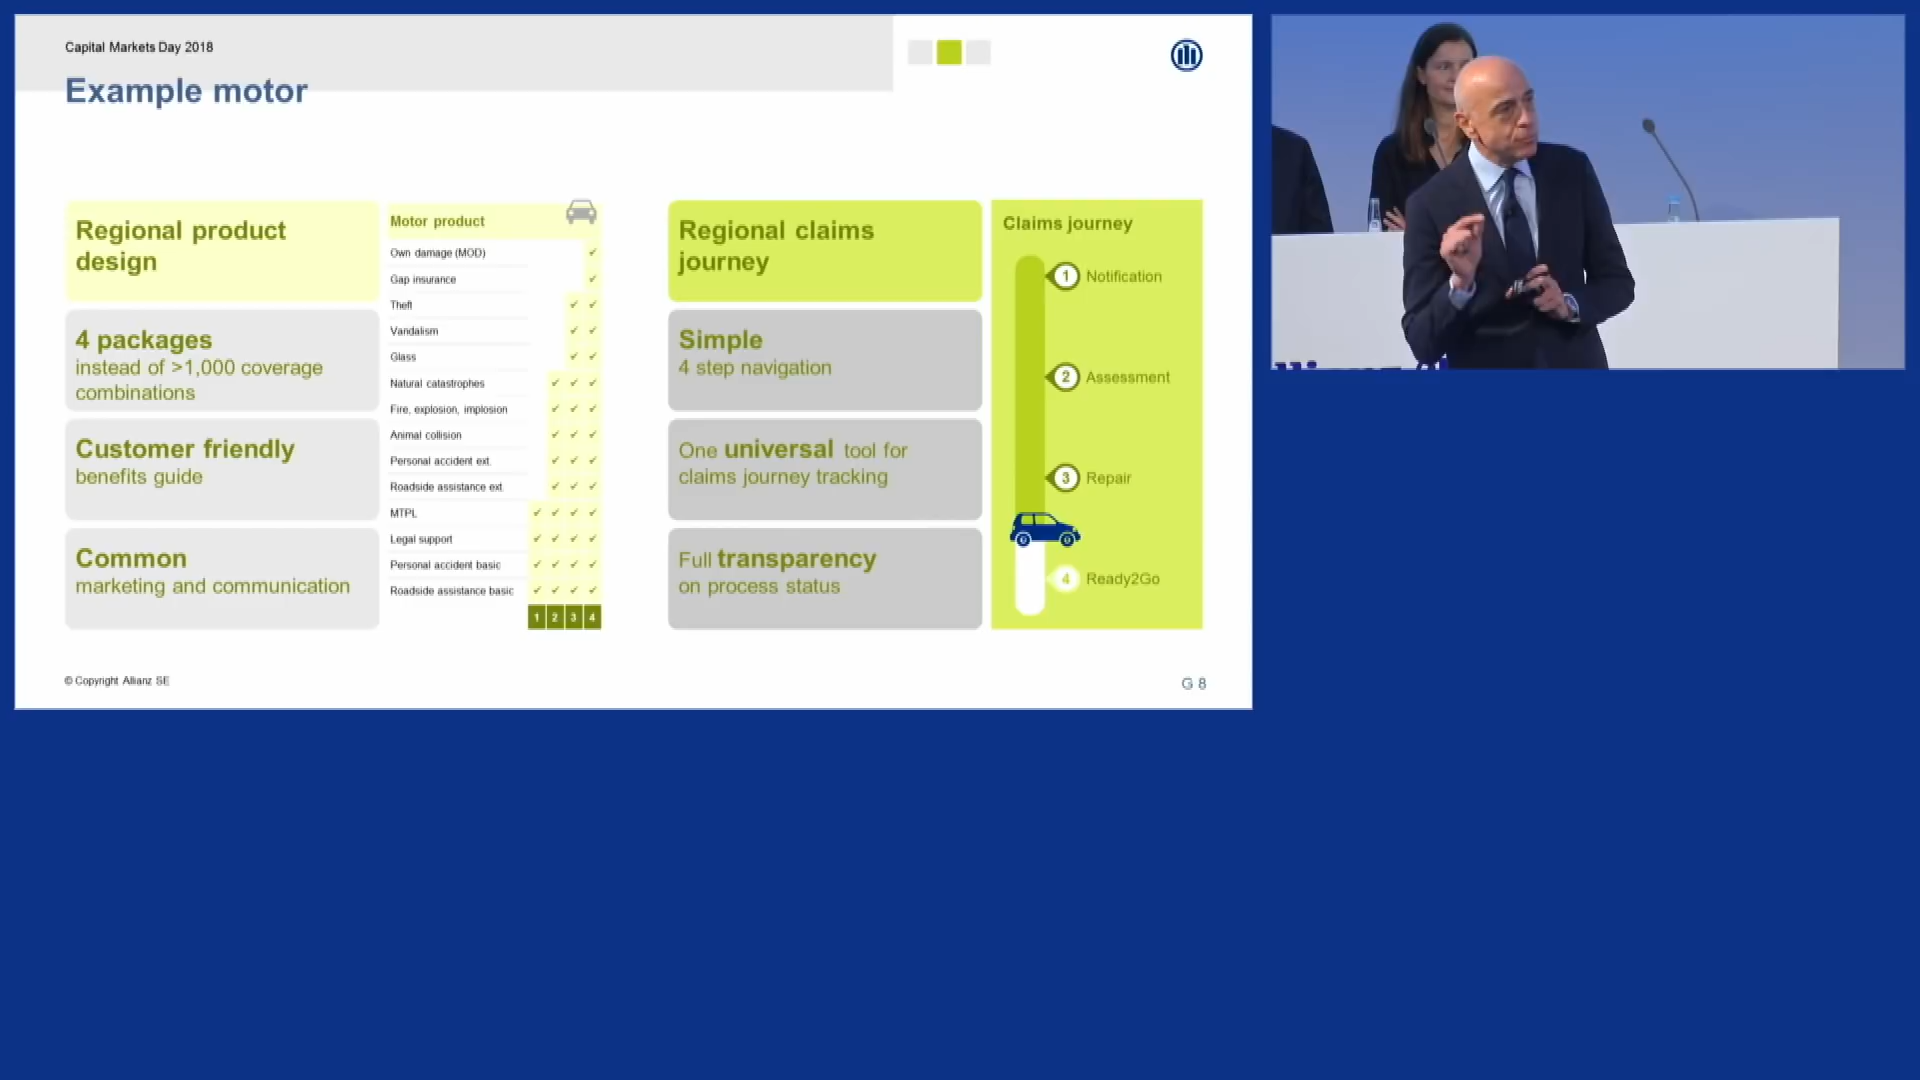 Capital Markets Day 2018
Example motor
Regional product
design
4 packages
instead of >1,000 coverage
combinations
Customer friendly
benefits guide
Common
marketing and communication
Motor product
Own damage (MOD)
Gap insurance
Theft
Vandalism
Glass
Natural catastrophes
Fire, explosion, implosion
Animal collision
Personal accident ext.
Roadside assistance ext.
MTPL
Legal support
Personal accident basic
Roadside assistance basic
1 2 3 4
Regional claims
journey
Simple
4 step navigation
One universal tool for
claims journey tracking
Full transparency
on process status
Claims journey
1 Notification
2 Assessment
3 Repair
4 Ready2Go
© Copyright Allianz SE
G 8